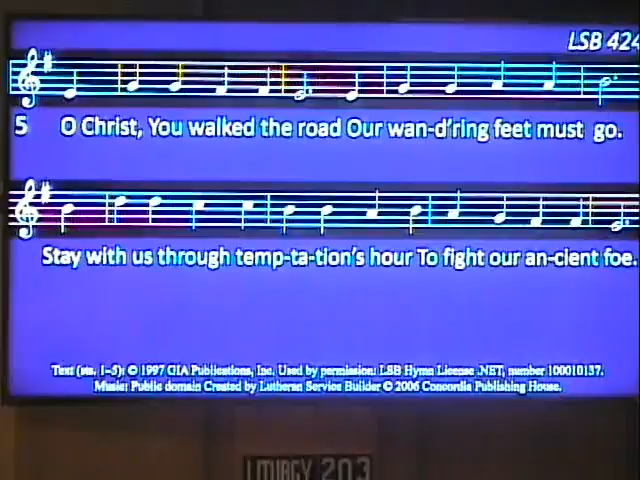 LSB 424
5 O Christ, You walked the road Our wan-d'ring feet must go.
Stay with us through temp-ta-tion's hour To fight our an-cient foe.
Text (sts. 1–5): © 1997 GIA Publications, Inc. Used by permission: LSB Hymn License .NET, number 100010137.
Music: Public domain Created by Lutheran Service Builder © 2006 Concordia Publishing House.
203